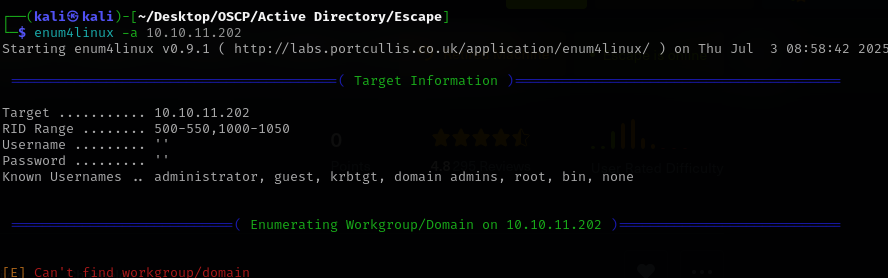 ┌──(kali㉿kali)-[~/Desktop/OSCP/Active Directory/Escape]
└─$ enum4linux -a 10.10.11.202
Starting enum4linux v0.9.1 ( http://labs.portcullis.co.uk/application/enum4linux/ ) on Thu Jul  3 08:58:42 2025
=========================================( Target Information )=========================================
Target ........... 10.10.11.202
RID Range ........ 500-550,1000-1050
Username ......... ''
Password ......... ''
Known Usernames .. administrator, guest, krbtgt, domain admins, root, bin, none
============================( Enumerating Workgroup/Domain on 10.10.11.202 )============================
[E] Can't find workgroup/domain